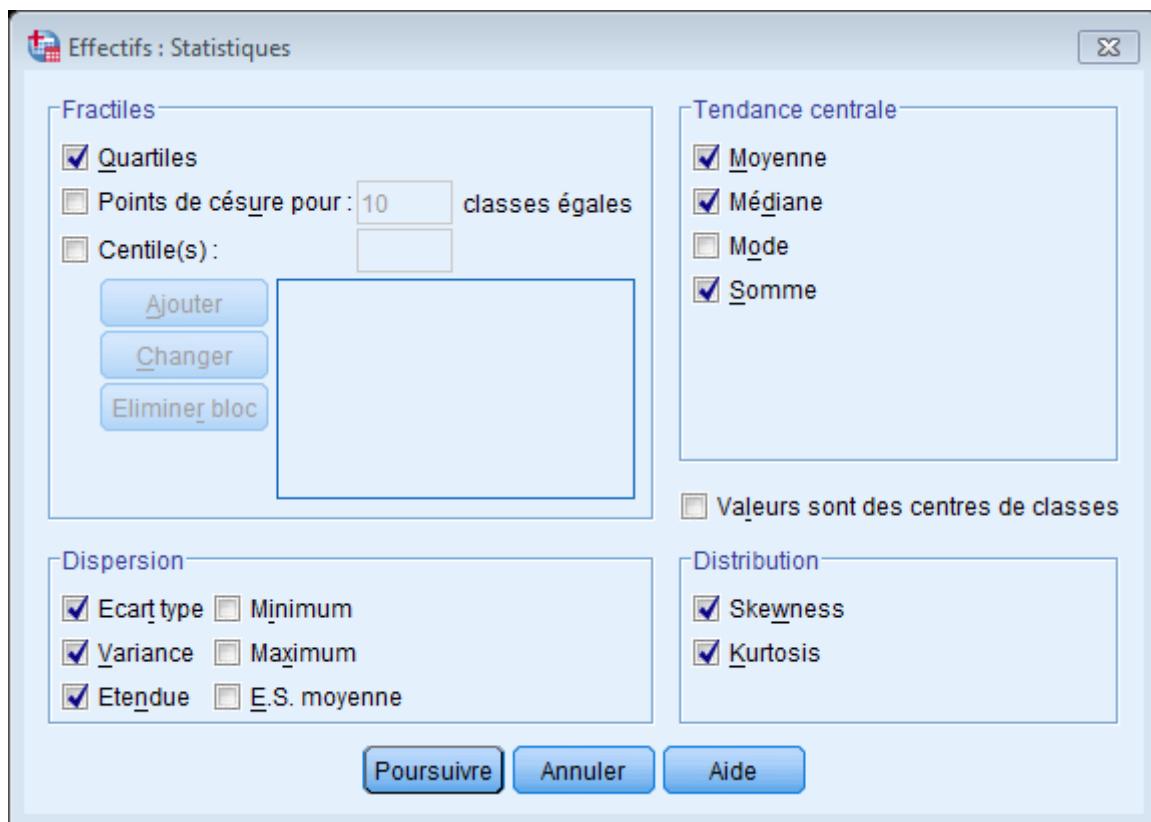 Effectifs : Statistiques
Fractiles
Quartiles
Points de césure pour : 10 classes égales
Centile(s) :
Ajouter
Changer
Eliminer bloc
Tendance centrale
Moyenne
Médiane
Mode
Somme
Valeurs sont des centres de classes
Dispersion
Ecart type Minimum
Variance Maximum
Etendue E.S. moyenne
Distribution
Skewness
Kurtosis
Poursuivre Annuler Aide